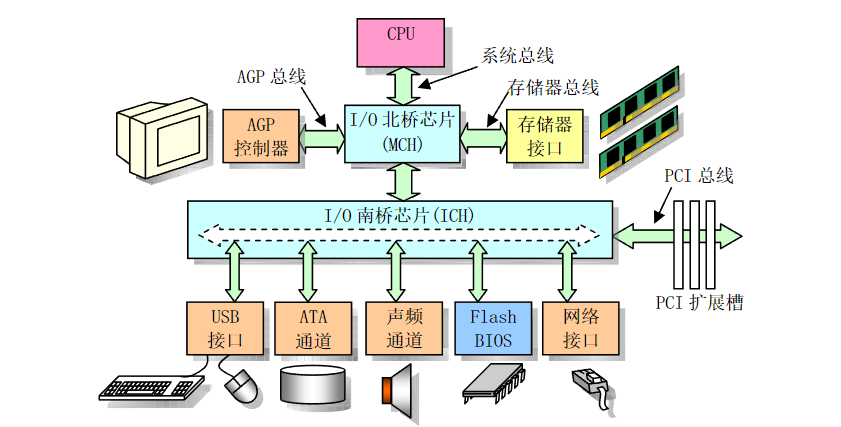 CPU
系统总线
AGP 总线
存储器总线
AGP
控制器
I/O 北桥芯片
(MCH)
存储器
接口
PCI 总线
I/O 南桥芯片(ICH)
PCI 扩展槽
USB
接口
ATA
通道
声频
通道
Flash
BIOS
网络
接口